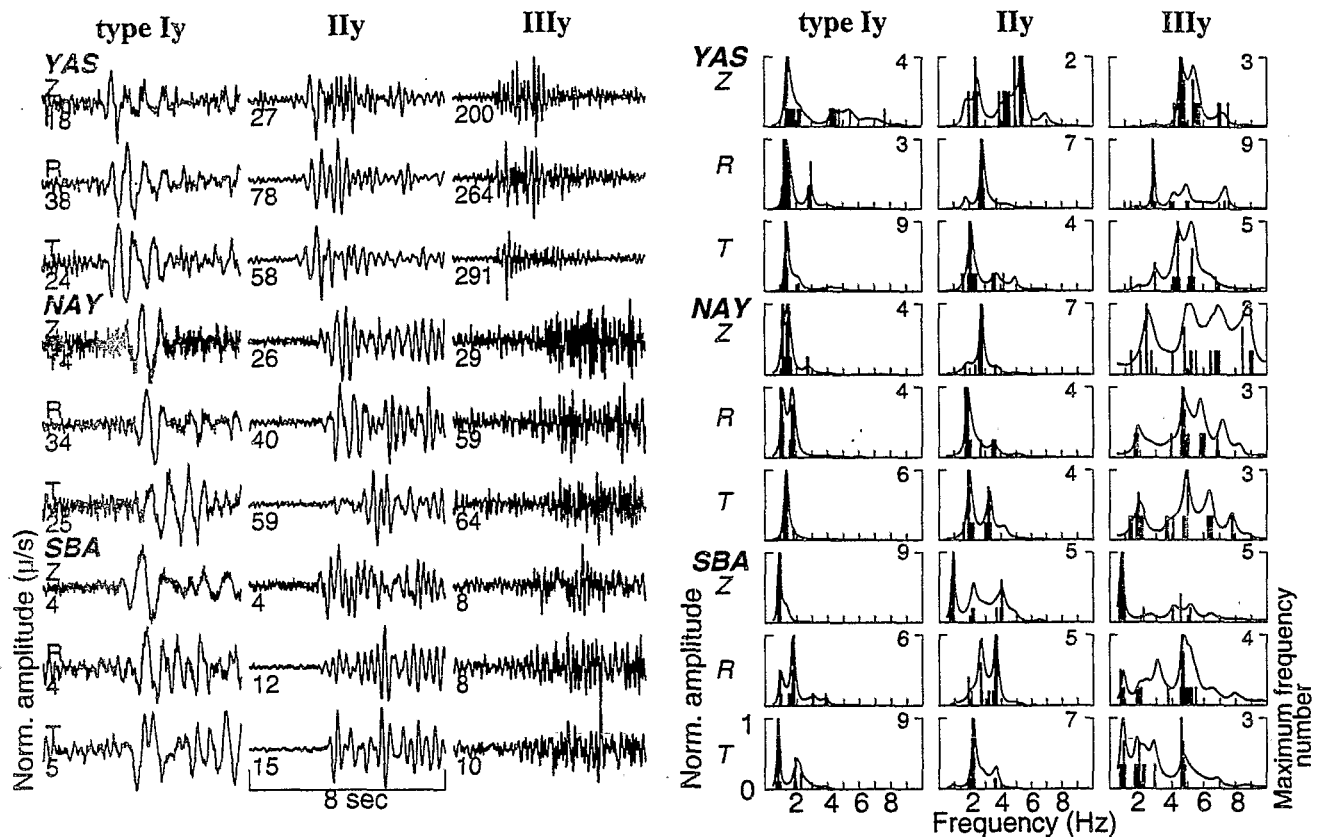 type Iy IIy IIIy
YAS
Z
18 27 200
R
38 78 264
T
24 58 291
NAY
Z
14 26 29
R
34 40 59
T
25 59 64
SBA
Z
4 4 8
R
4 12 8
T
5 15 10
8 sec
Norm. amplitude (μ/s)
type Iy IIy IIIy
YAS
Z 4 2 3
R 3 7 9
T 9 4 5
NAY
Z 4 7 6
R 4 4 3
T 6 4 3
SBA
Z 9 5 5
R 6 5 4
T 1 9 7 3
0
2 4 6 8 2 4 6 8 2 4 6 8
Frequency (Hz)
Norm. amplitude
Maximum frequency
number